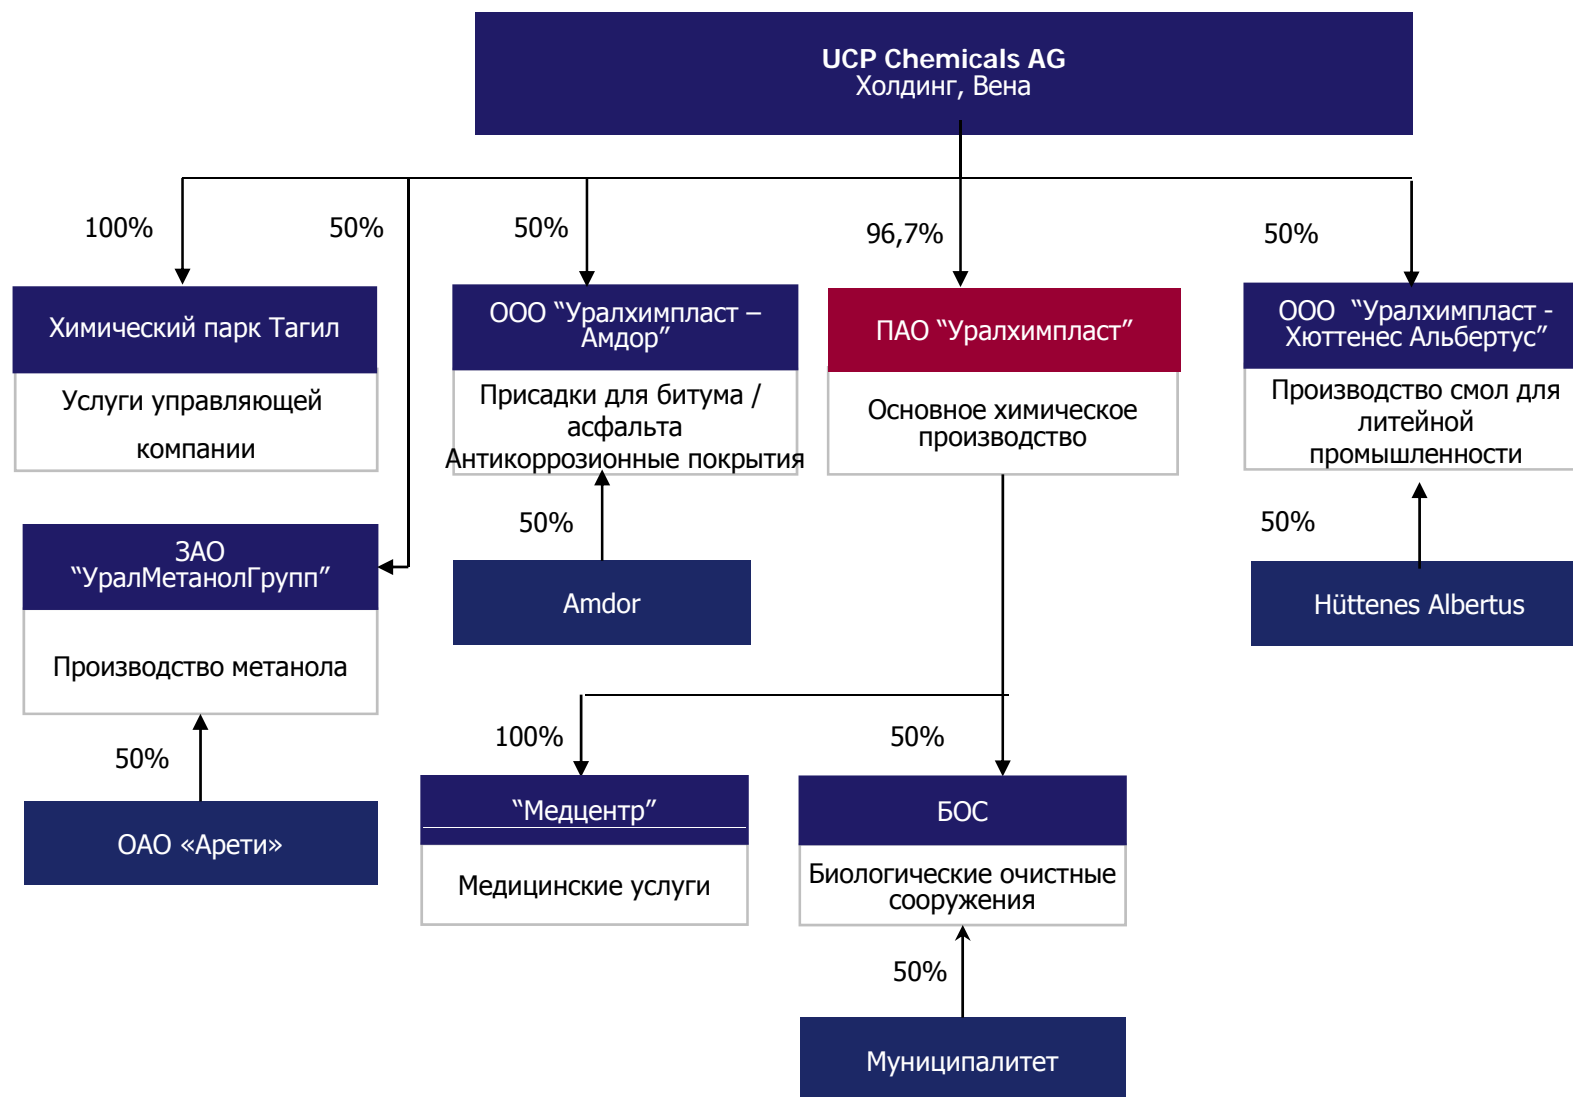 UCP Chemicals AG
Холдинг, Вена
100%
50%
50%
96,7%
50%
Химический парк Тагил
Услуги управляющей
компании
ООО “Уралхимпласт –
Амдор”
Присадки для битума /
асфальта
Антикоррозионные покрытия
ПАО “Уралхимпласт”
Основное химическое
производство
ООО “Уралхимпласт -
Хюттенес Альбертус”
Производство смол для
литейной
промышленности
50%
50%
ЗАО
“УралМетанолГрупп”
Производство метанола
Amdor
Hüttenes Albertus
50%
100%
50%
ОАО «Арети»
“Медцентр”
Медицинские услуги
БОС
Биологические очистные
сооружения
50%
Муниципалитет